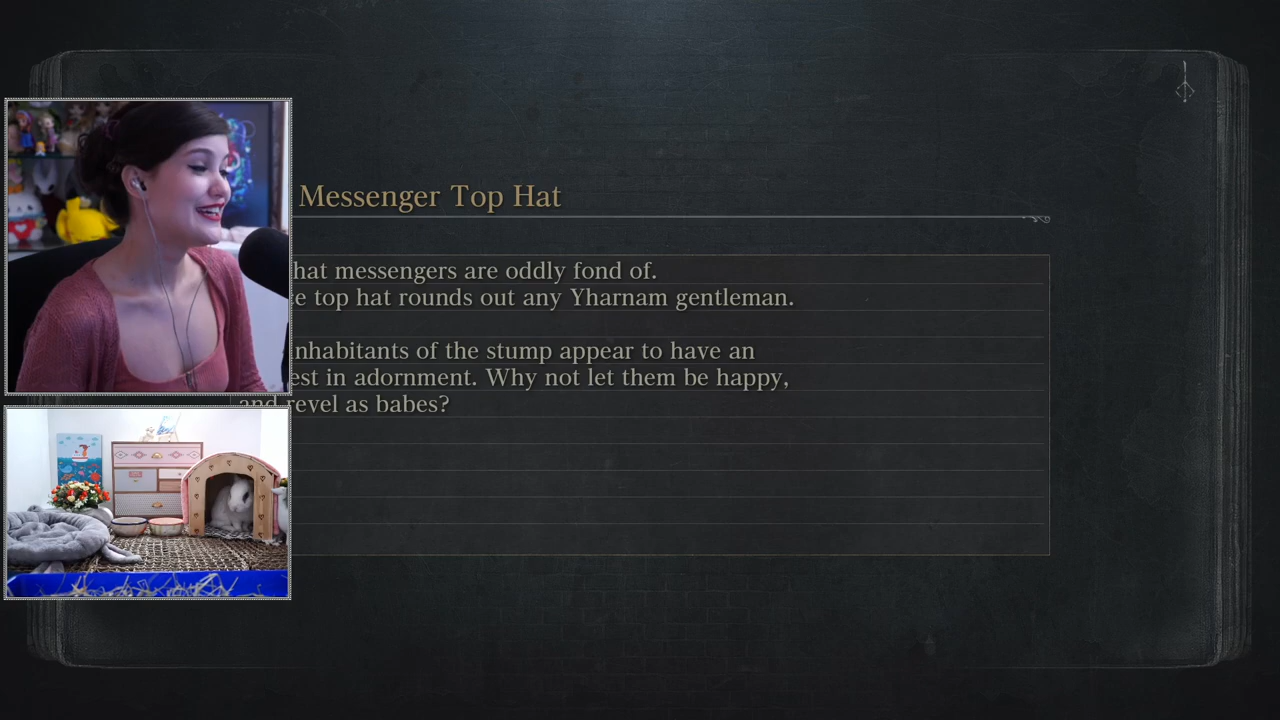 Messenger Top Hat
hat messengers are oddly fond of.
top hat rounds out any Yharnam gentleman.
nhabitants of the stump appear to have an
est in adornment. Why not let them be happy,
and revel as babes?